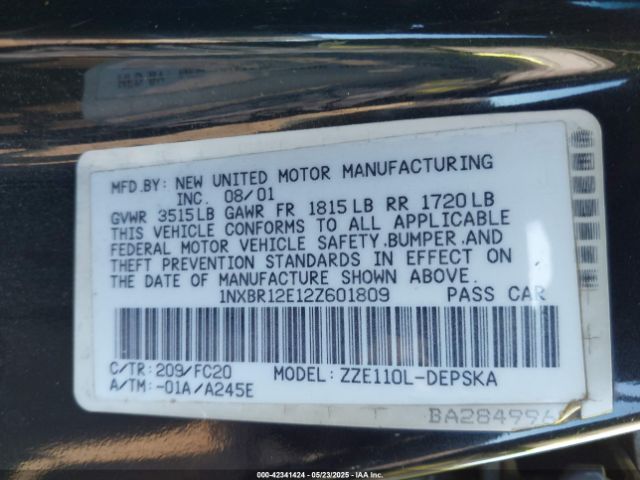 MFD.BY: NEW UNITED MOTOR MANUFACTURING
INC. 08/01
GVWR 3515LB GAWR FR 1815LB RR 1720LB
THIS VEHICLE CONFORMS TO ALL APPLICABLE
FEDERAL MOTOR VEHICLE SAFETY.BUMPER.AND
THEFT PREVENTION STANDARDS IN EFFECT ON
THE DATE OF MANUFACTURE SHOWN ABOVE.
1NXBR12E12Z601809 PASS CAR
C/TR: 209/FC20 MODEL: ZZE110L-DEPSKA
A/TM: -01A/A245E
BA284996
000-42341424 - 05/23/2025 - IAAI.COM